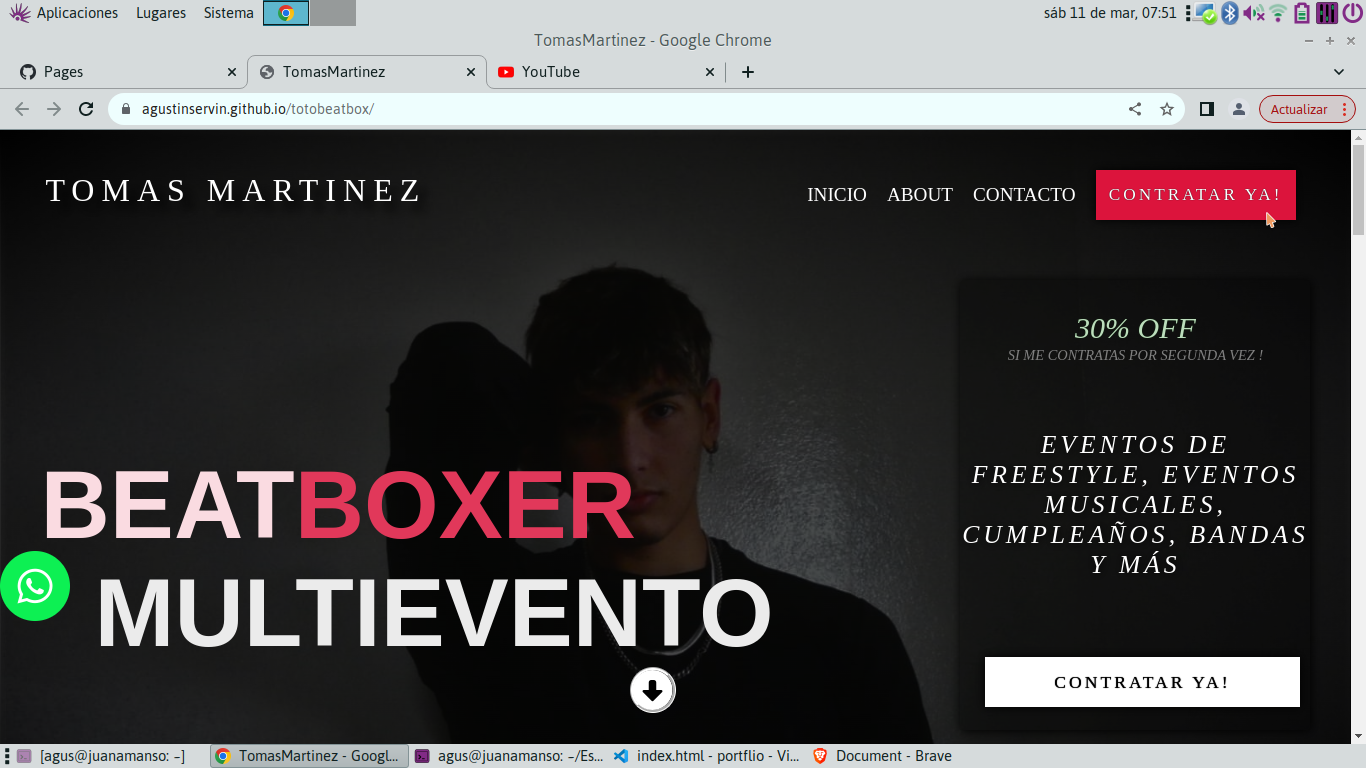 Aplicaciones Lugares Sistema sáb 11 de mar, 07:51
TomasMartinez - Google Chrome
Pages TomasMartinez YouTube
agustinservin.github.io/totobeatbox/ Actualizar
TOMAS MARTINEZ INICIO ABOUT CONTACTO CONTRATAR YA!
30% OFF
SI ME CONTRATAS POR SEGUNDA VEZ !
EVENTOS DE
FREESTYLE, EVENTOS
MUSICALES,
CUMPLEAÑOS, BANDAS
Y MÁS
BEATBOXER
MULTIEVENTO
CONTRATAR YA!
[agus@juanamanso: ~] TomasMartinez - Googl... agus@juanamanso: ~/Es... index.html - portflio - Vi... Document - Brave